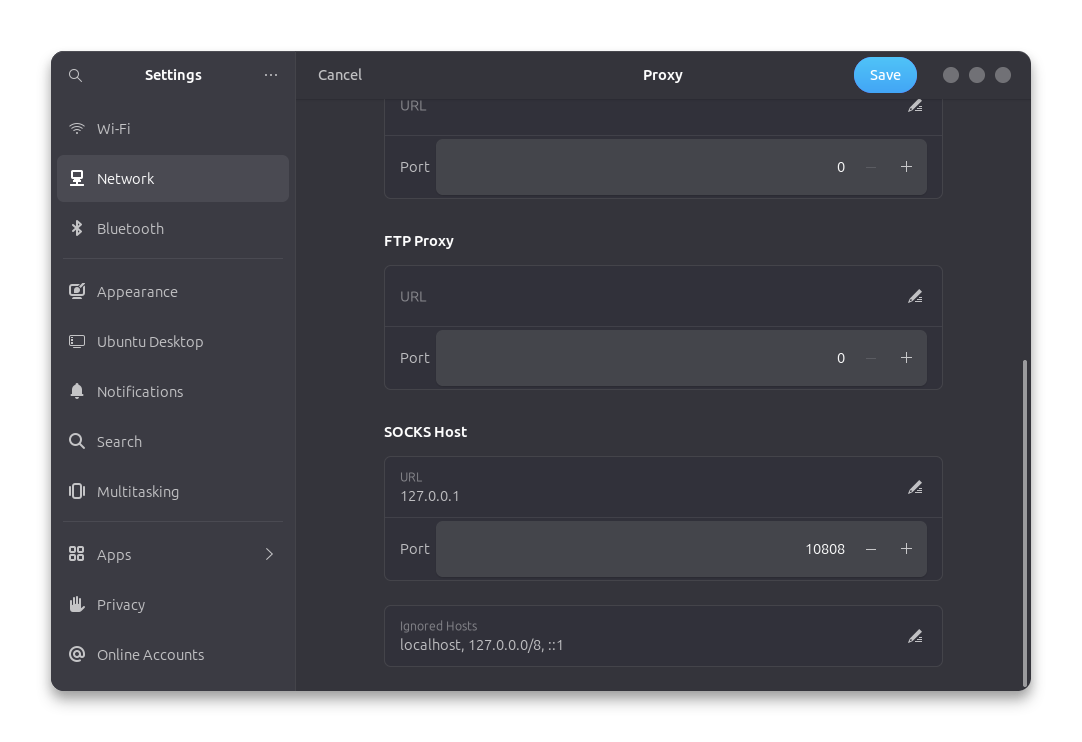 Settings
Cancel
Proxy
Save
Wi-Fi
Network
Bluetooth
Appearance
Ubuntu Desktop
Notifications
Search
Multitasking
Apps
Privacy
Online Accounts
URL
Port 0
FTP Proxy
URL
Port 0
SOCKS Host
URL
127.0.0.1
Port 10808
Ignored Hosts
localhost, 127.0.0.0/8, ::1